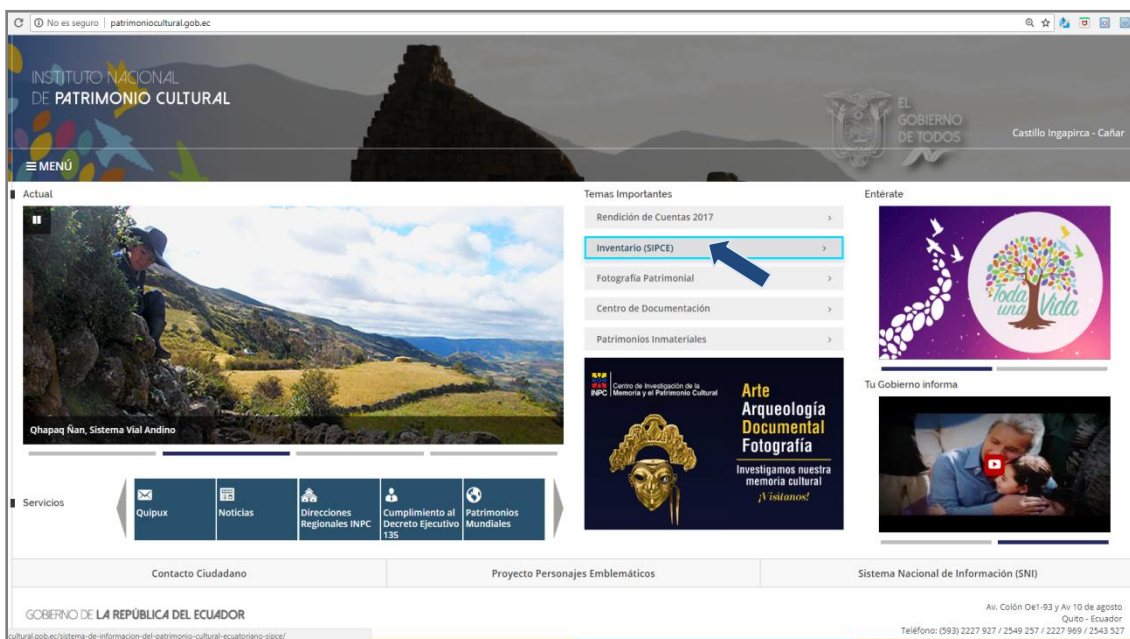 No es seguro | patrimoniocultural.gob.ec
INSTITUTO NACIONAL
DE PATRIMONIO CULTURAL
EL
GOBIERNO
DE TODOS
Castillo Ingapirca - Cañar
MENÚ
Actual
Qhapaq Ñan, Sistema Vial Andino
Temas Importantes
Rendición de Cuentas 2017
Inventario (SIPCE)
Fotografía Patrimonial
Centro de Documentación
Patrimonios Inmateriales
INPC
Centro de Investigación de la
Memoria y el Patrimonio Cultural
Arte
Arqueología
Documental
Fotografía
Investigamos nuestra
memoria cultural
¡Visítanos!
Entérate
Toda
una Vida
Tu Gobierno informa
Servicios
Quipux
Noticias
Direcciones
Regionales INPC
Cumplimiento al
Decreto Ejecutivo
135
Patrimonios
Mundiales
Contacto Ciudadano
Proyecto Personajes Emblemáticos
Sistema Nacional de Información (SNI)
GOBIERNO DE LA REPÚBLICA DEL ECUADOR
Av. Colón Oe1-93 y Av 10 de agosto
Quito - Ecuador
Teléfono: (593) 2227 927 / 2549 257 / 2227 969 / 2543 527
cultural.gob.ec/sistema-de-informacion-del-patrimonio-cultural-ecuatoriano-sipce/